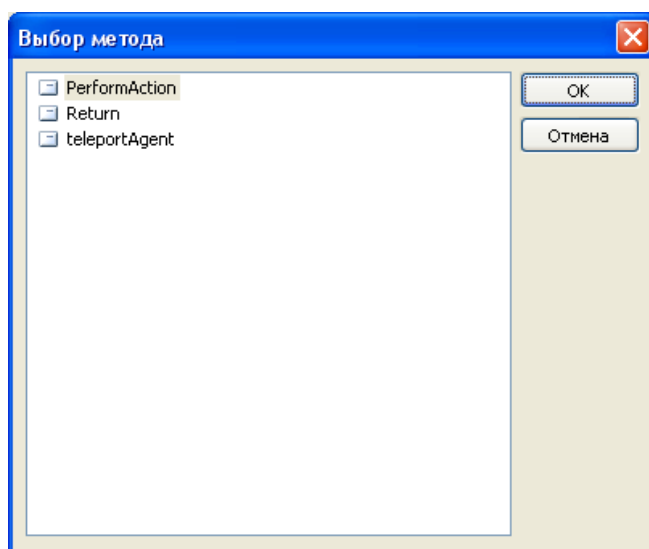 Выбор метода
PerformAction
Return
teleportAgent
OK
Отмена